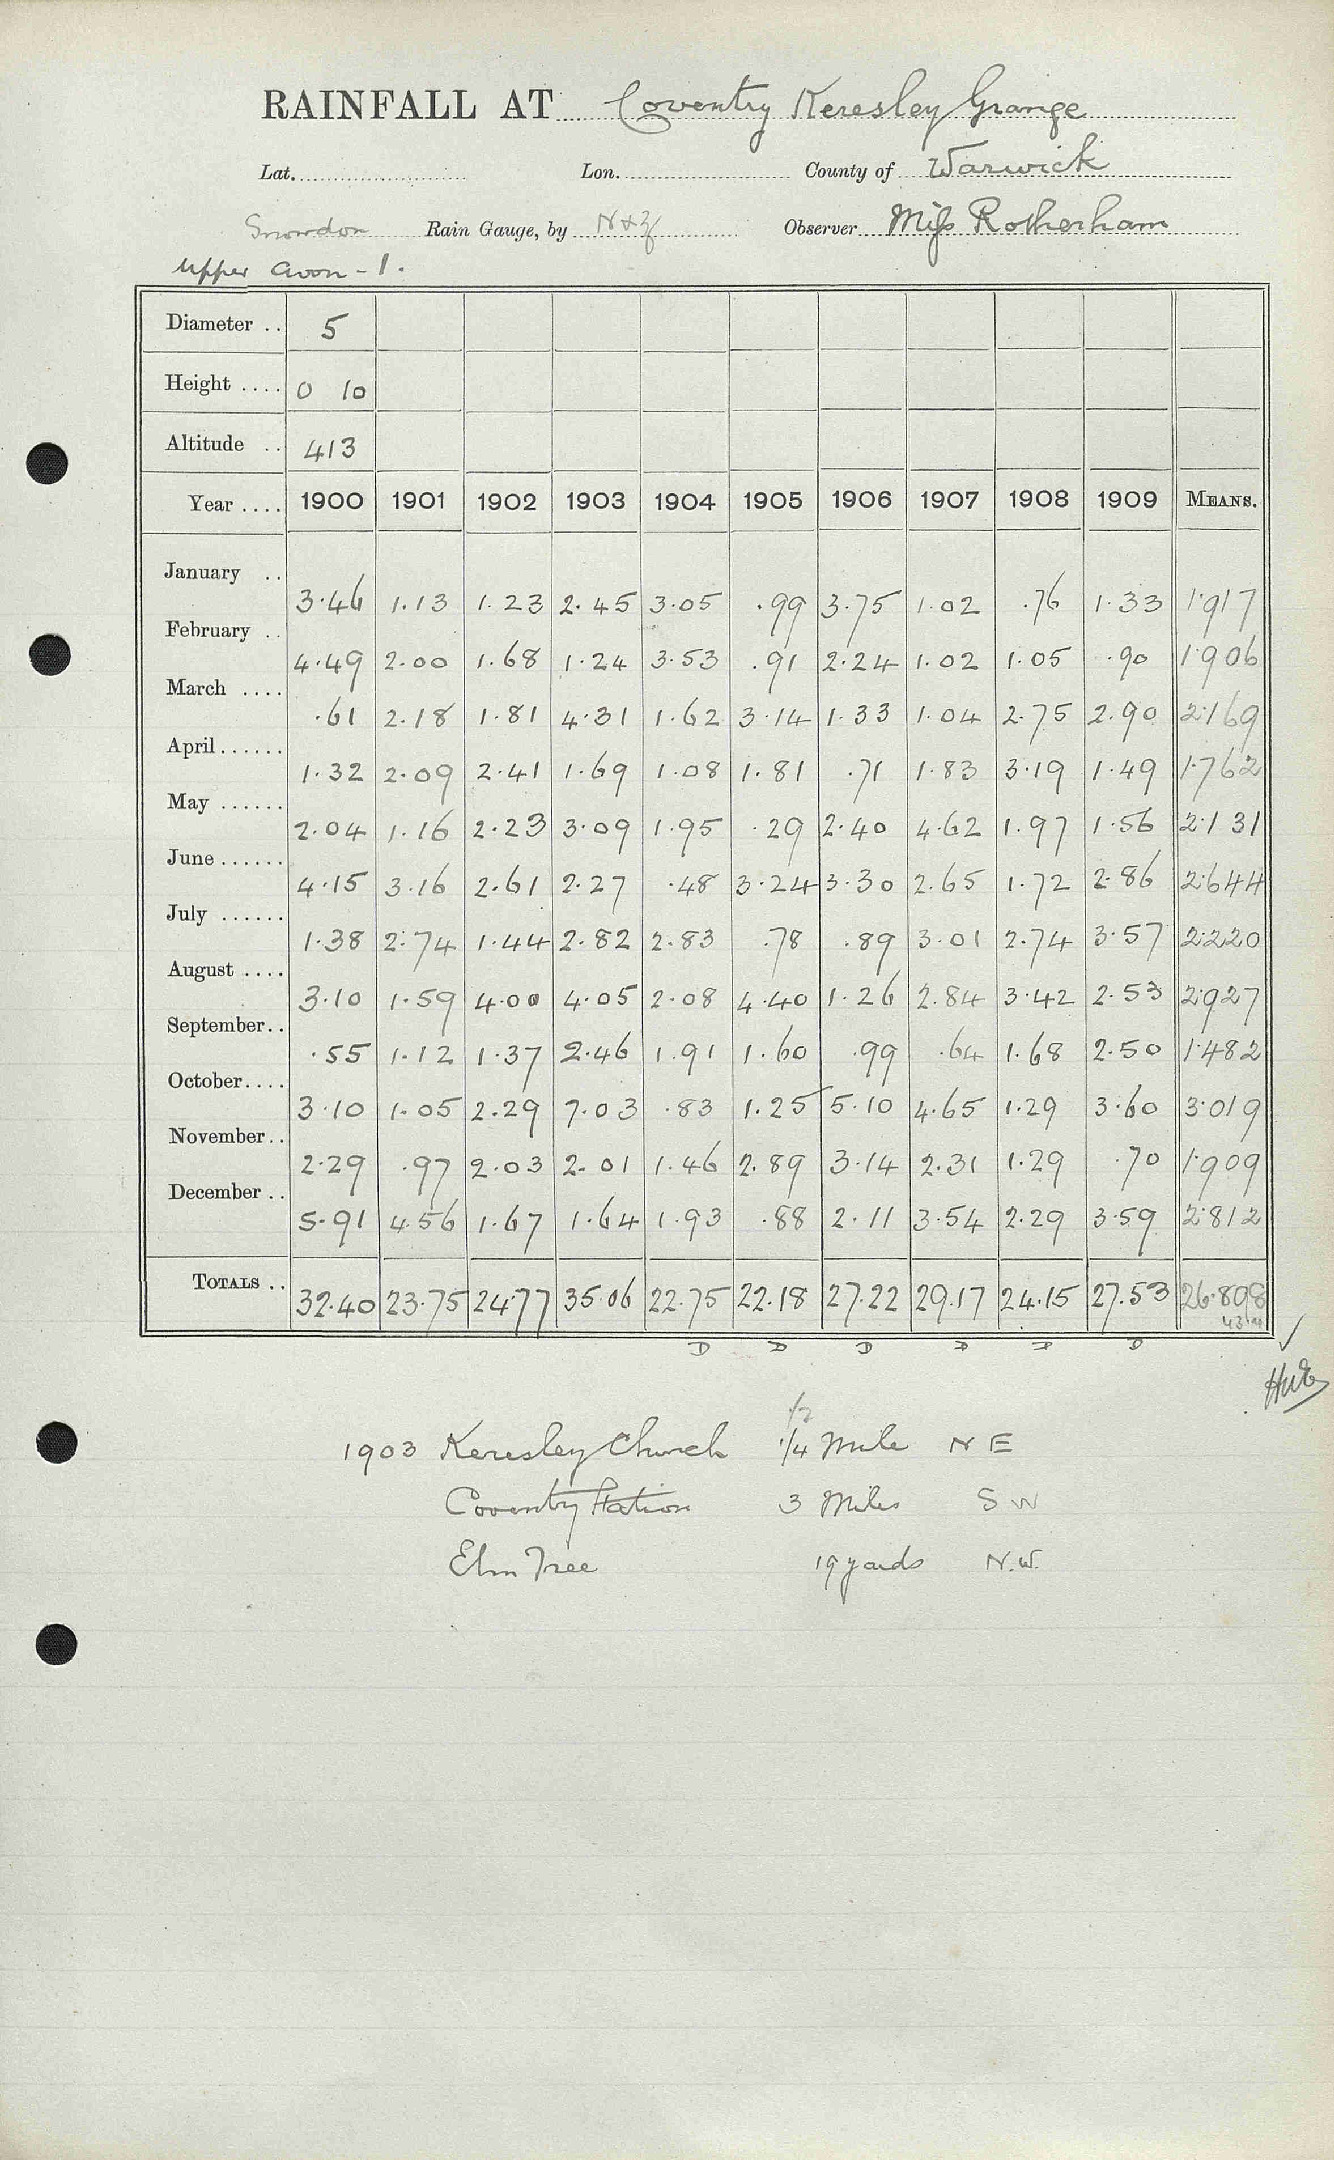 RAINFALL AT Coventry Keresley Grange
Lat. Lon. County of Warwick
Snowdon Rain Gauge, by N&Z Observer Miss Rotherham
Upper Avon - 1.
Diameter .. 5
Height .... 0 10
Altitude .. 413
Year .... 1900 1901 1902 1903 1904 1905 1906 1907 1908 1909 MEANS.
January .. 3.46 1.13 1.23 2.45 3.05 .99 3.75 1.02 .76 1.33 1.917
February .. 4.49 2.00 1.68 1.24 3.53 .91 2.24 1.02 1.05 .90 1.906
March .... .61 2.18 1.81 4.31 1.62 3.14 1.33 1.04 2.75 2.90 2.169
April ...... 1.32 2.09 2.41 1.69 1.08 1.81 .71 1.83 3.19 1.49 1.762
May ...... 2.04 1.16 2.23 3.09 1.95 .29 2.40 4.62 1.97 1.56 2.131
June ...... 4.15 3.16 2.61 2.27 .48 3.24 3.30 2.65 1.72 2.86 2.644
July ...... 1.38 2.74 1.44 2.82 2.83 .78 .89 3.01 2.74 3.57 2.220
August .... 3.10 1.59 4.00 4.05 2.08 4.40 1.26 2.84 3.42 2.53 2.927
September .. .55 1.12 1.37 2.46 1.91 1.60 .99 .64 1.68 2.50 1.482
October .... 3.10 1.05 2.29 7.03 .83 1.25 5.10 4.65 1.29 3.60 3.019
November .. 2.29 .97 2.03 2.01 1.46 2.89 3.14 2.31 1.29 .70 1.909
December .. 5.91 4.56 1.67 1.64 1.93 .88 2.11 3.54 2.29 3.59 2.812
TOTALS .. 32.40 23.75 24.77 35.06 22.75 22.18 27.22 29.17 24.15 27.53 26.898
D D D D D D
1/2
1903 Keresley Church 1/4 Mile N E
Coventry Station 3 Miles S W
Elm Tree 19 yards N.W.